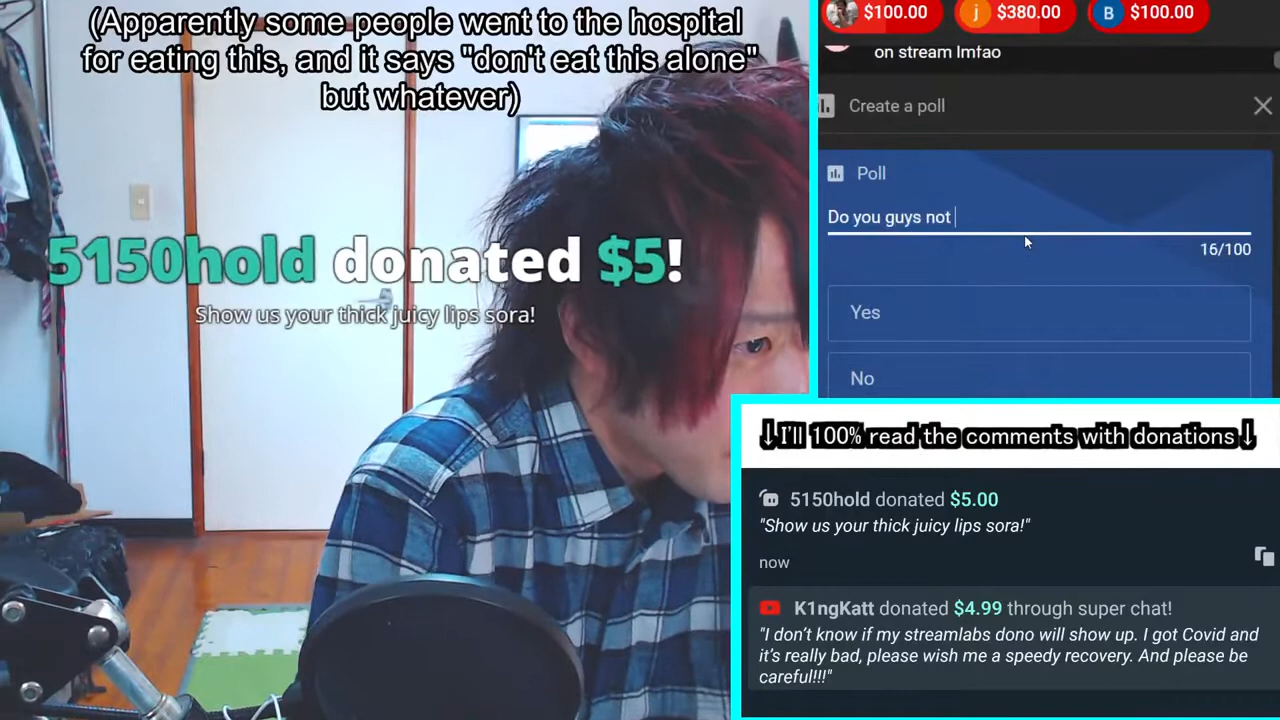 (Apparently some people went to the hospital
for eating this, and it says "don't eat this alone"
but whatever)
5150hold donated $5!
Show us your thick juicy lips sora!
$100.00
j $380.00
B $100.00
on stream lmfao
Create a poll
Poll
Do you guys not
16/100
Yes
No
↓I'll 100% read the comments with donations↓
5150hold donated $5.00
"Show us your thick juicy lips sora!"
now
K1ngKatt donated $4.99 through super chat!
"I don't know if my streamlabs dono will show up. I got Covid and
it's really bad, please wish me a speedy recovery. And please be
careful!!!"